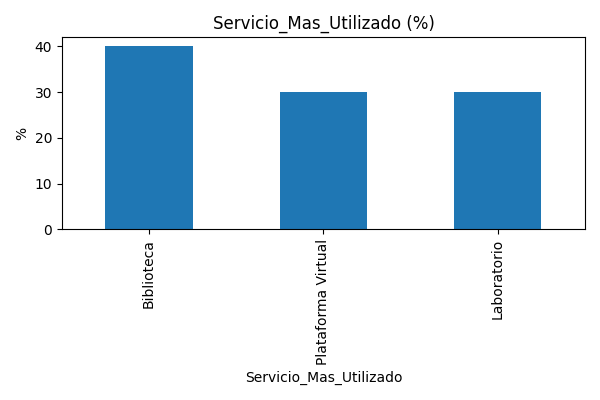 Servicio_Mas_Utilizado (%)
%
40
30
20
10
0
Biblioteca
Plataforma Virtual
Laboratorio
Servicio_Mas_Utilizado